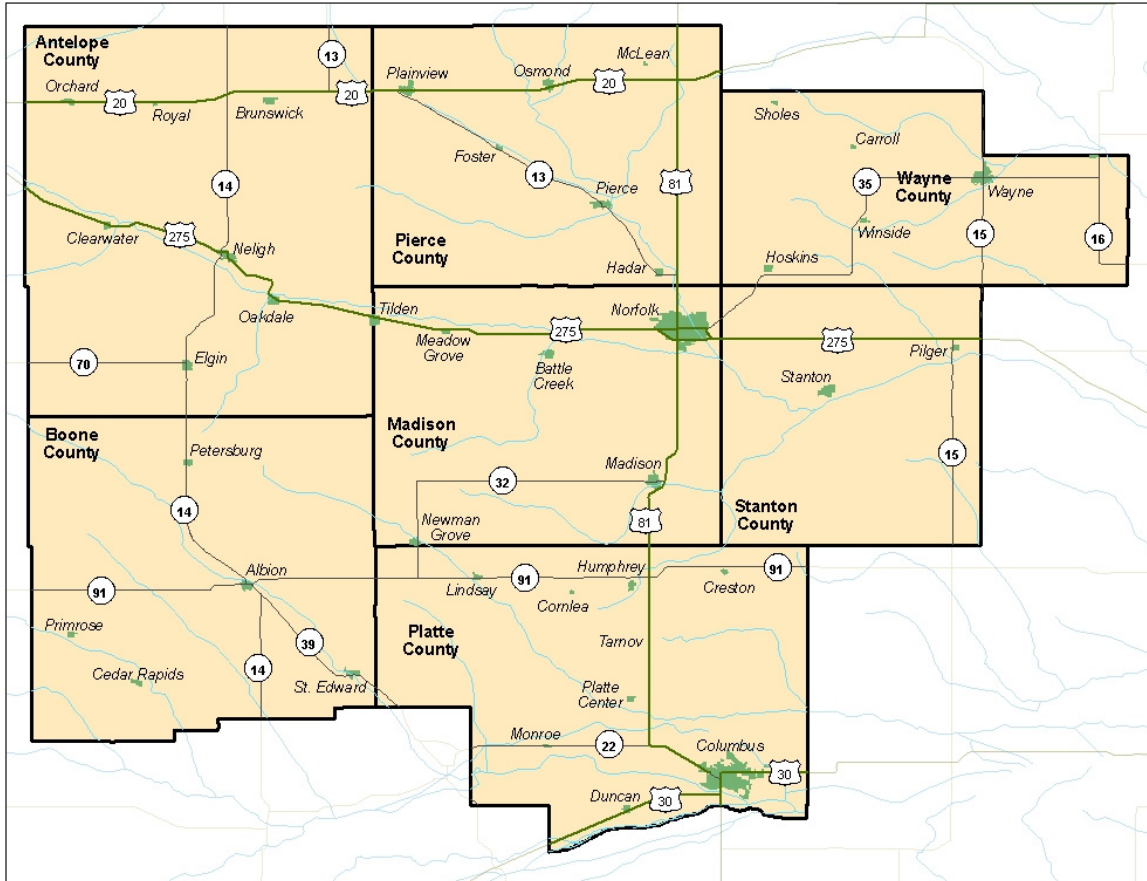 Antelope
County
13
McLean
Orchard
20
Royal
Brunswick
20
Plainview
Osmond
20
Sholes
Carroll
Foster
13
81
14
Pierce
35
Wayne
County
Wayne
Clearwater
275
Neligh
Pierce
County
Winside
15
16
Hadar
Hoskins
Oakdale
Tilden
Norfolk
Meadow
Grove
275
275
Pilger
70
Elgin
Battle
Creek
Stanton
Boone
County
Madison
County
Petersburg
Madison
15
32
14
81
Stanton
County
Newman
Grove
Albion
Humphrey
91
91
Lindsay
91
Cornlea
Creston
Primrose
39
Platte
County
Tarnov
Cedar Rapids
14
St. Edward
Platte
Center
Monroe
22
Columbus
30
Duncan
30